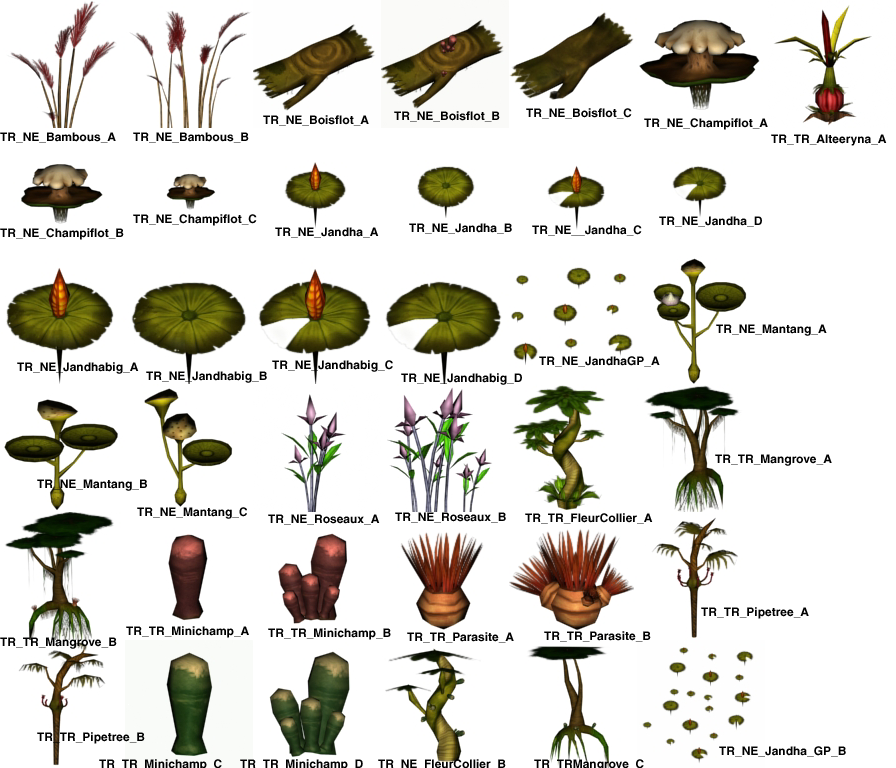 TR_NE_Bambous_A
TR_NE_Bambous_B
TR_NE_Boisflot_A
TR_NE_Boisflot_B
TR_NE_Boisflot_C
TR_NE_Champiflot_A
TR_TR_Alteeryna_A
TR_NE_Champiflot_B
TR_NE_Champiflot_C
TR_NE_Jandha_A
TR_NE_Jandha_B
TR_NE__Jandha_C
TR_NE_Jandha_D
TR_NE_Jandhabig_A
TR_NE_Jandhabig_B
TR_NE_Jandhabig_C
TR_NE_Jandhabig_D
TR_NE_JandhaGP_A
TR_NE_Mantang_A
TR_NE_Mantang_B
TR_NE_Mantang_C
TR_NE_Roseaux_A
TR_NE_Roseaux_B
TR_TR_FleurCollier_A
TR_TR_Mangrove_A
TR_TR_Mangrove_B
TR_TR_Minichamp_A
TR_TR_Minichamp_B
TR_TR_Parasite_A
TR_TR_Parasite_B
TR_TR_Pipetree_A
TR_TR_Pipetree_B
TR_TR_Minichamp_C
TR_TR_Minichamp_D
TR_NE_FleurCollier_B
TR_TRMangrove_C
TR_NE_Jandha_GP_B